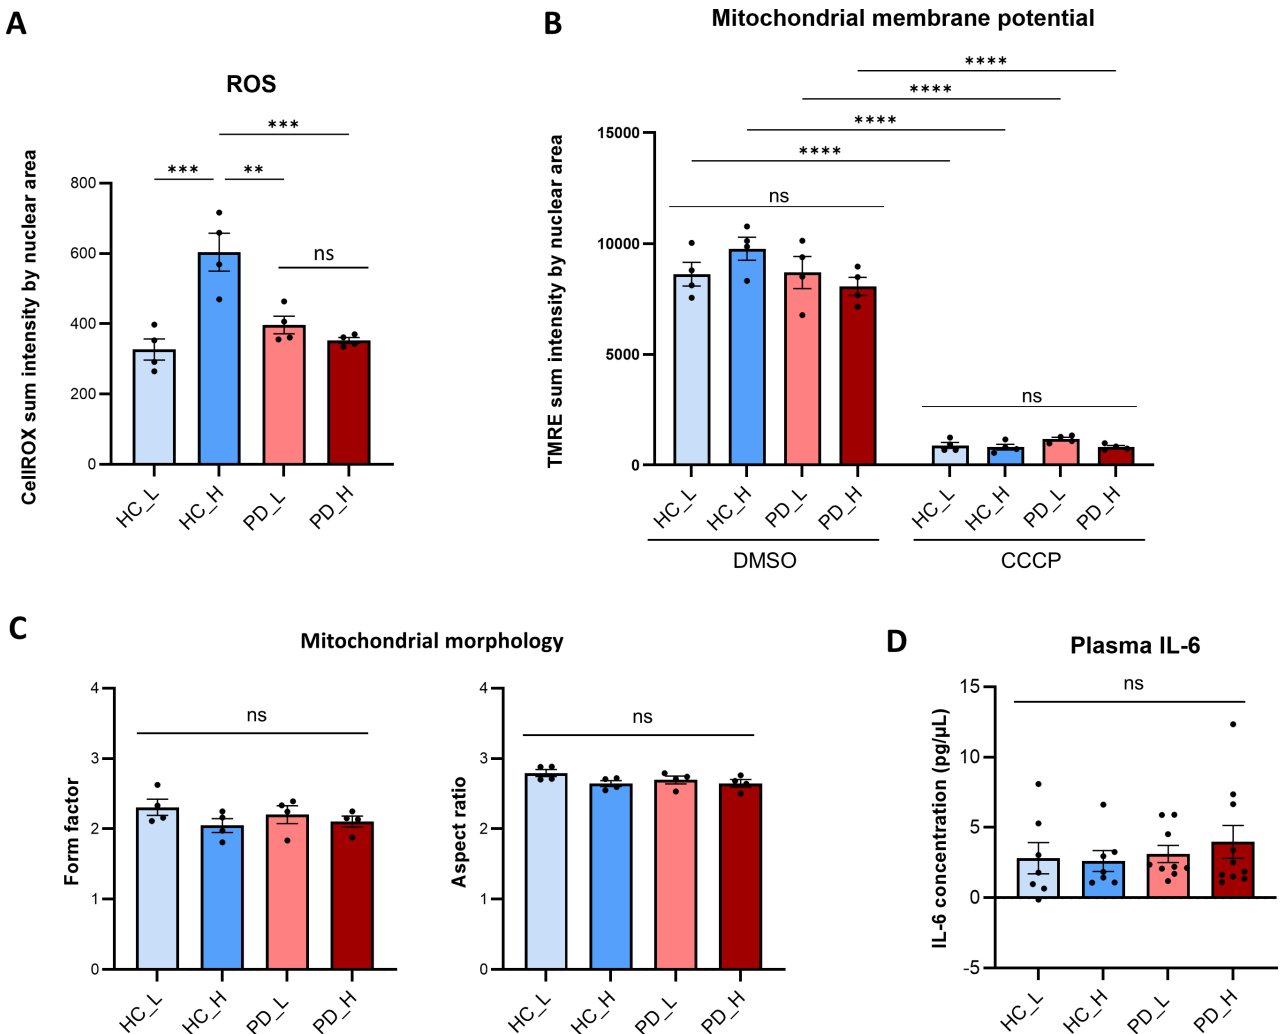 A
ROS
CellROX sum intensity by nuclear area
***
***
**
ns
800
600
400
200
0
HC_L
HC_H
PD_L
PD_H
B
Mitochondrial membrane potential
TMRE sum intensity by nuclear area
****
****
****
****
ns
ns
15000
10000
5000
0
HC_L
HC_H
PD_L
PD_H
HC_L
HC_H
PD_L
PD_H
DMSO
CCCP
C
Mitochondrial morphology
Form factor
ns
4
3
2
1
0
HC_L
HC_H
PD_L
PD_H
Aspect ratio
ns
4
3
2
1
0
HC_L
HC_H
PD_L
PD_H
D
Plasma IL-6
IL-6 concentration (pg/μL)
ns
15
10
5
0
-5
HC_L
HC_H
PD_L
PD_H